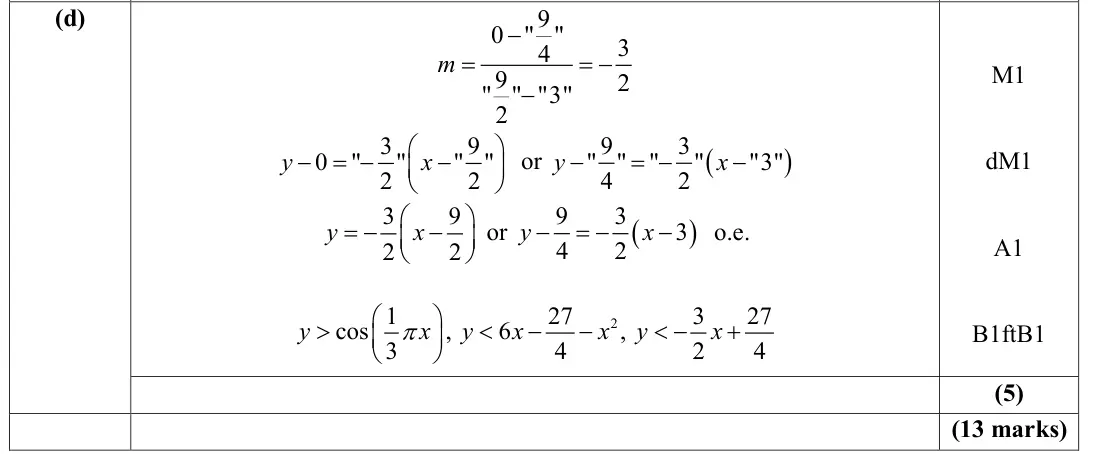 (d)
m = (0 − "9/4") / ("9/2" − "3") = −3/2 M1
y − 0 = "−3/2"(x − "9/2") or y − "9/4" = "−3/2"(x − "3") dM1
y = −3/2(x − 9/2) or y − 9/4 = −3/2(x − 3) o.e. A1
y > cos(1/3 πx), y < 6x − 27/4 − x², y < −3/2 x + 27/4 B1ftB1
(5)
(13 marks)